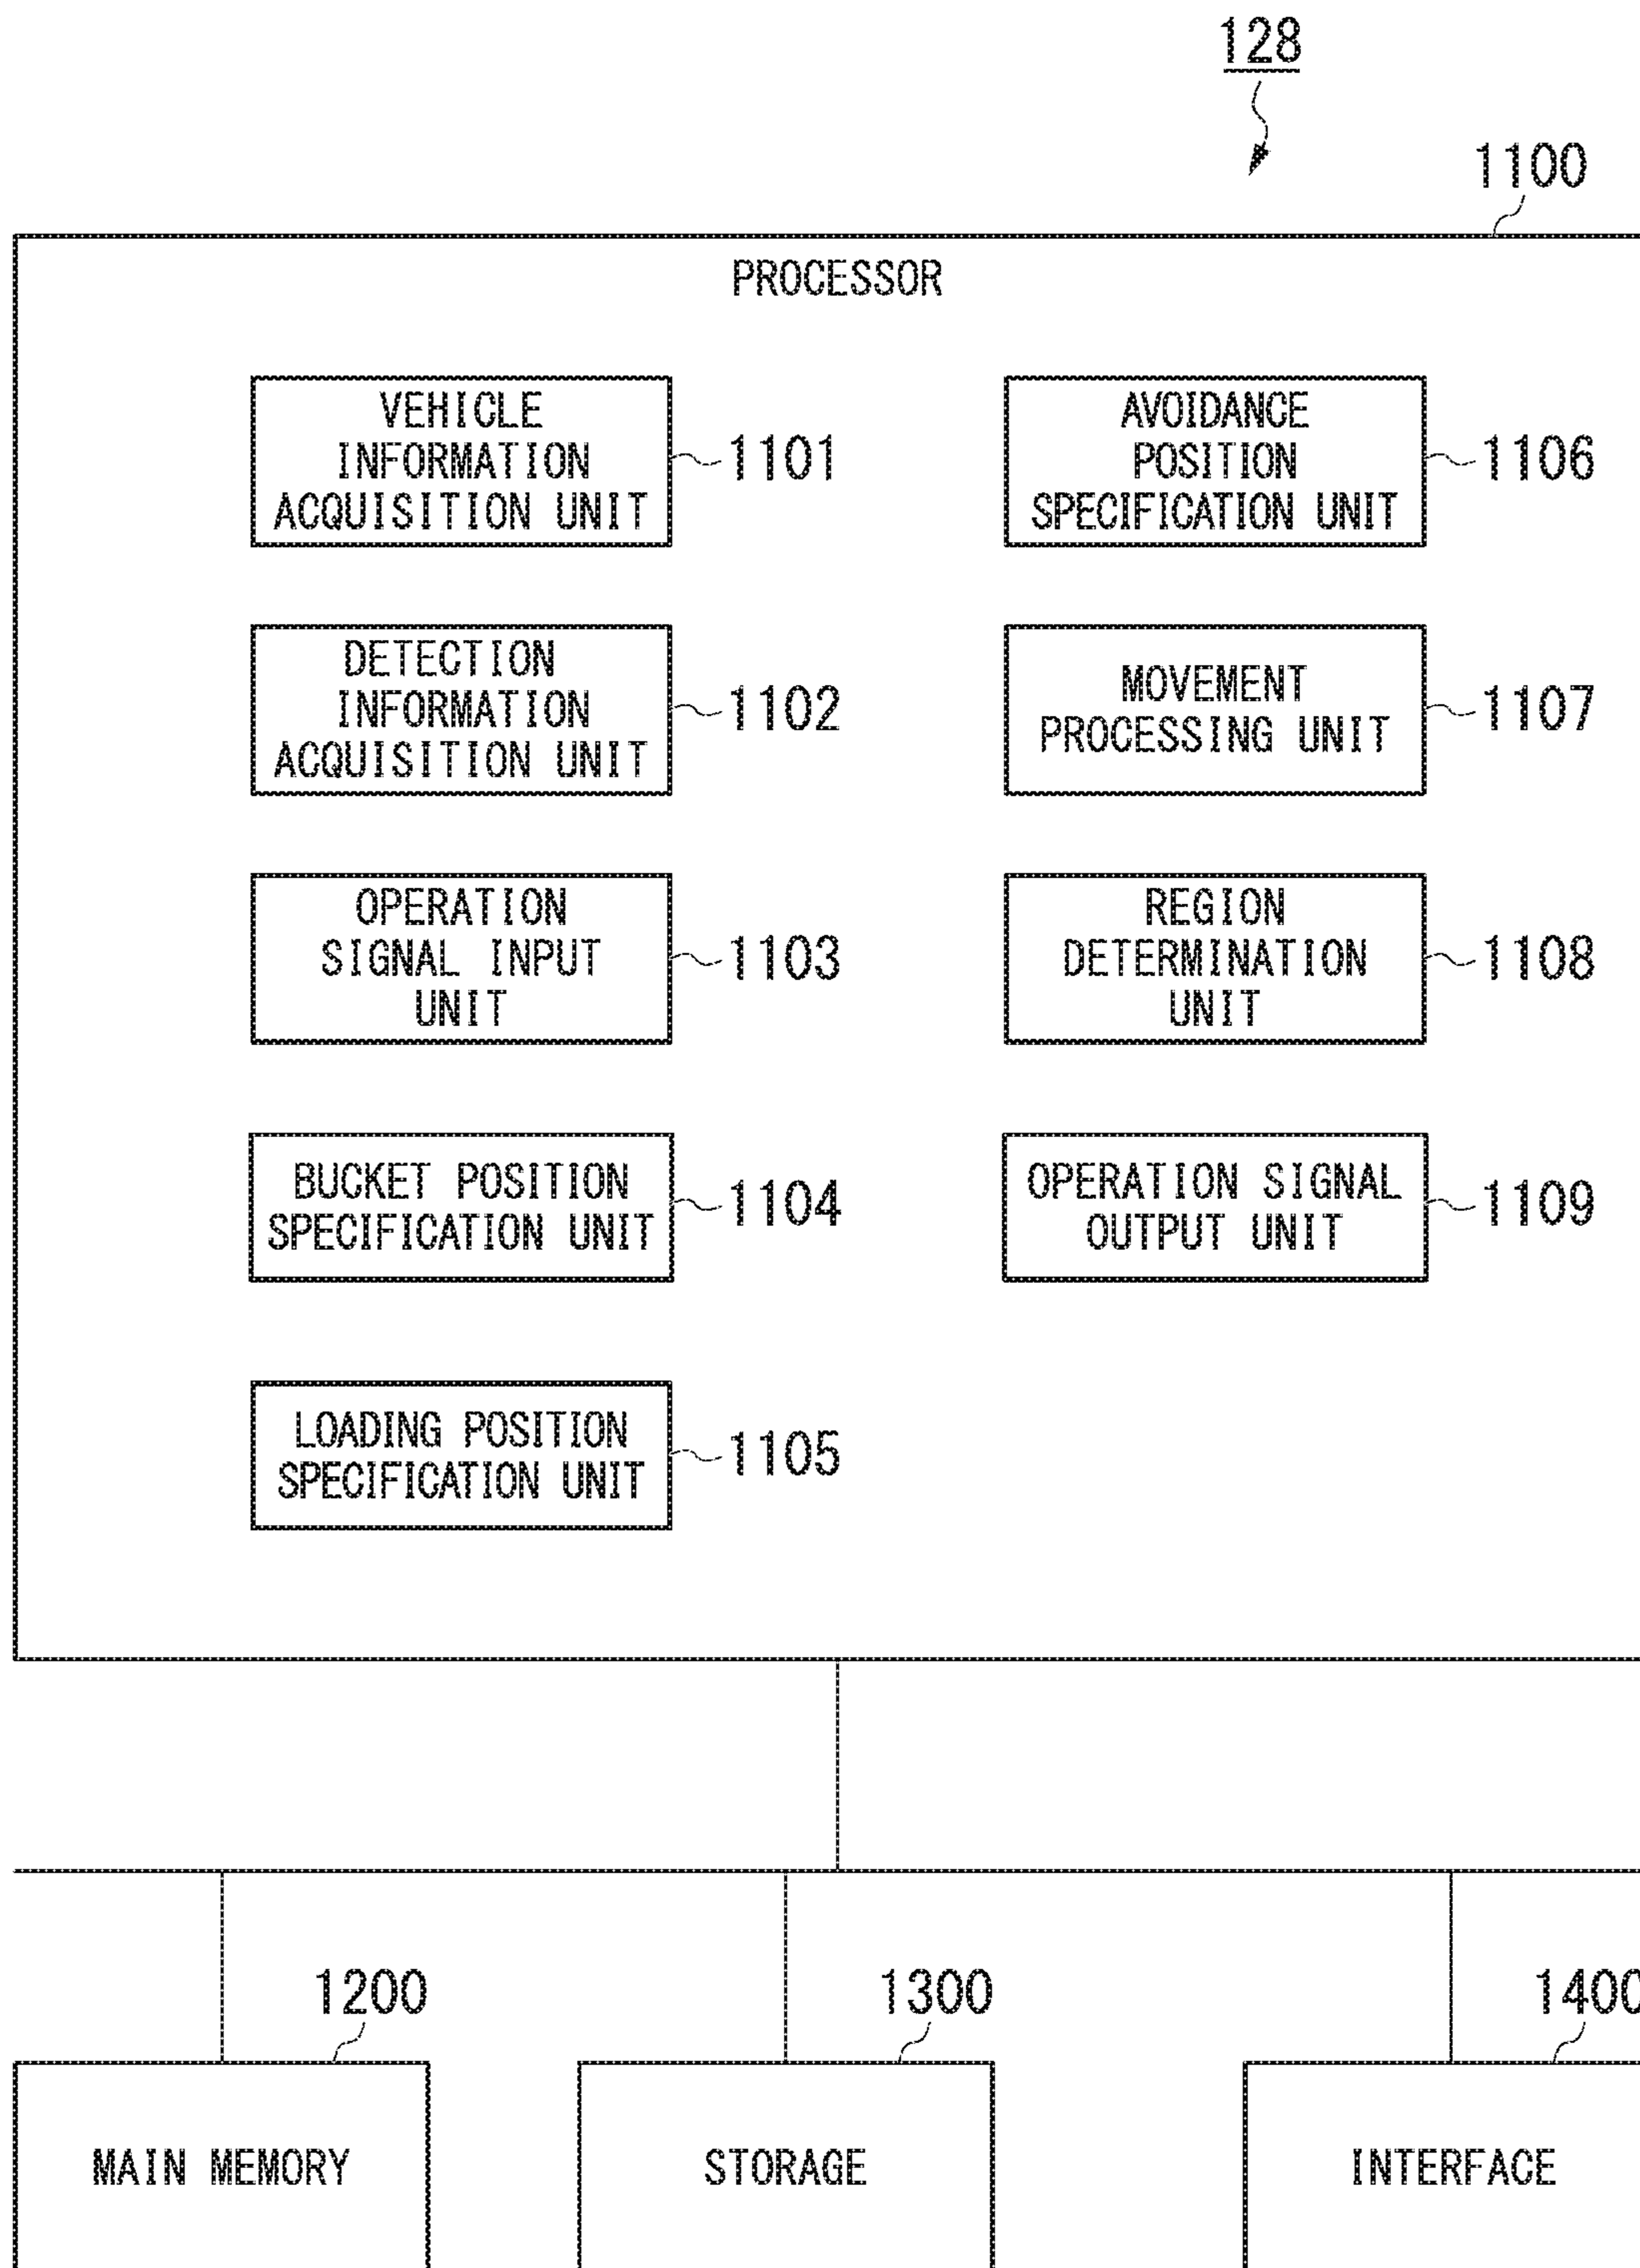 128
1100
PROCESSOR
VEHICLE
INFORMATION
ACQUISITION UNIT
1101
DETECTION
INFORMATION
ACQUISITION UNIT
1102
OPERATION
SIGNAL INPUT
UNIT
1103
BUCKET POSITION
SPECIFICATION UNIT
1104
LOADING POSITION
SPECIFICATION UNIT
1105
AVOIDANCE
POSITION
SPECIFICATION UNIT
1106
MOVEMENT
PROCESSING UNIT
1107
REGION
DETERMINATION
UNIT
1108
OPERATION SIGNAL
OUTPUT UNIT
1109
1200
MAIN MEMORY
1300
STORAGE
1400
INTERFACE